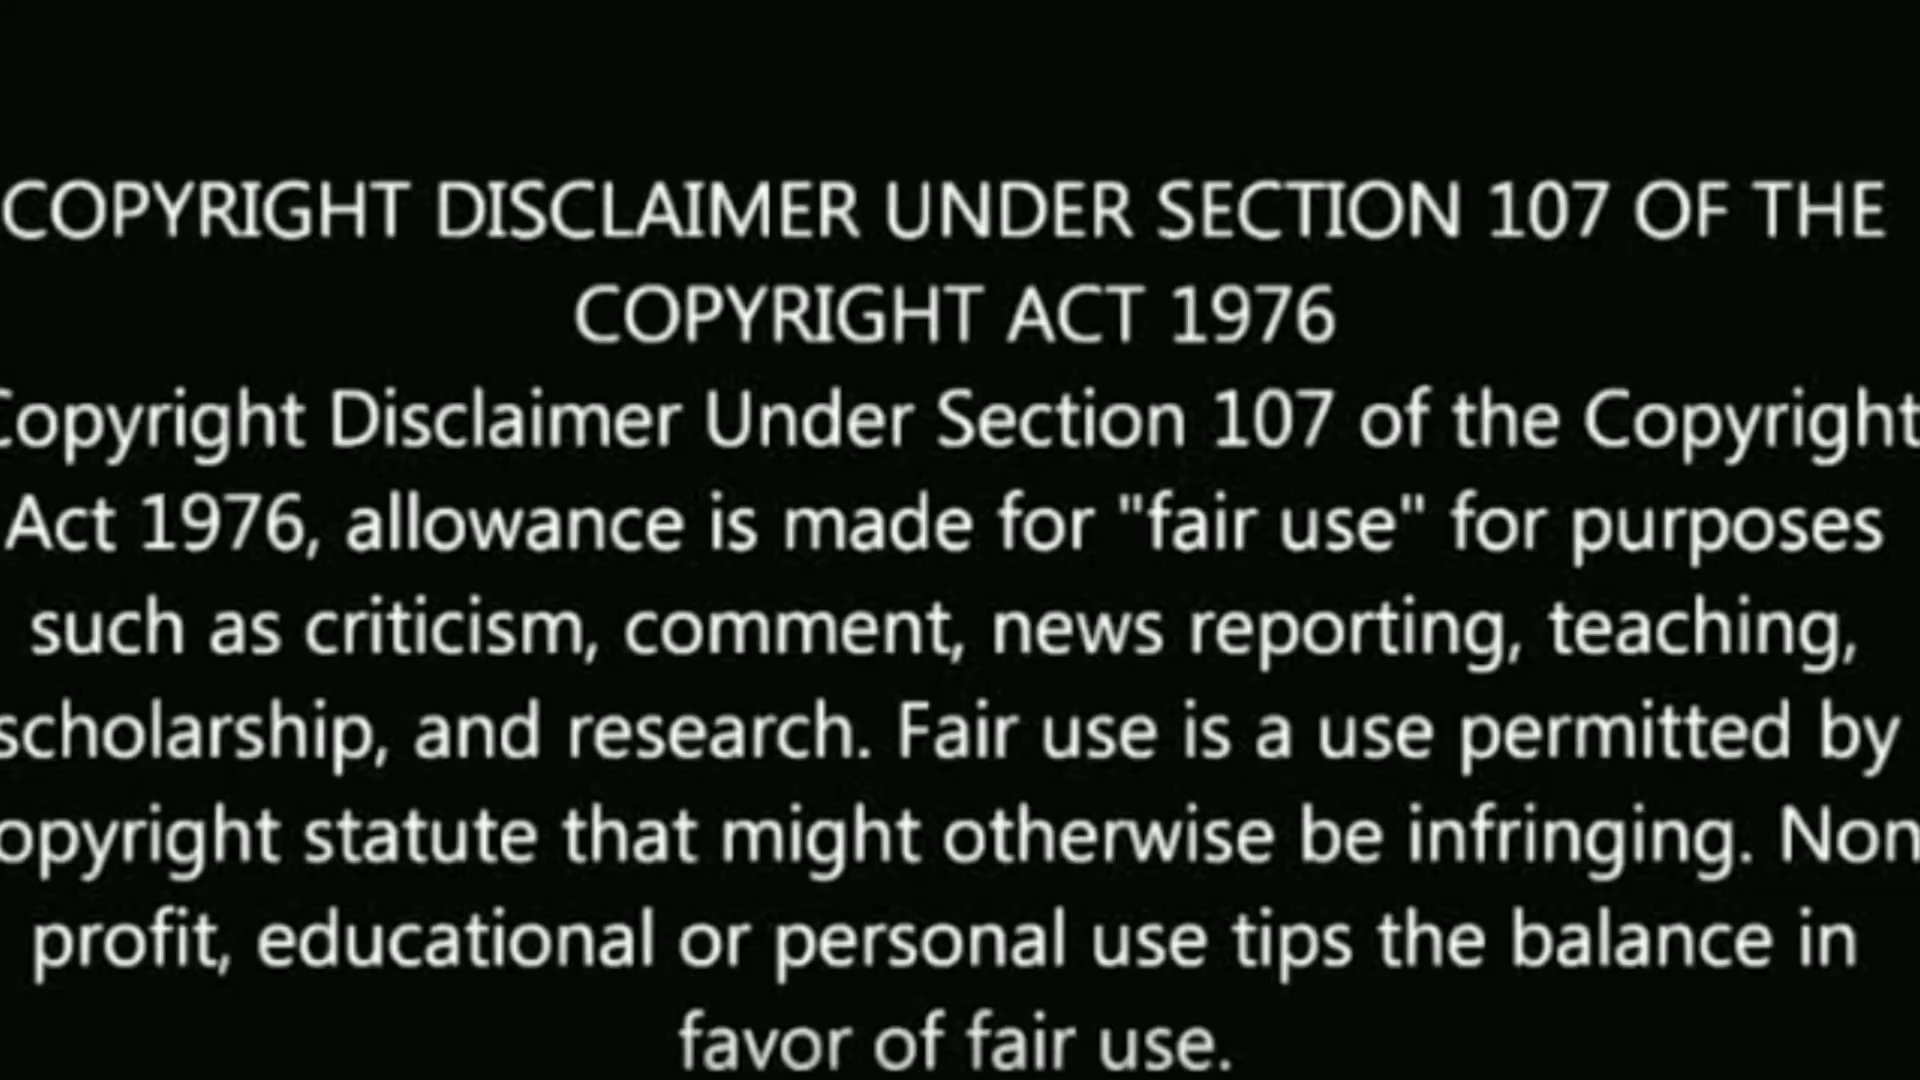 COPYRIGHT DISCLAIMER UNDER SECTION 107 OF THE
COPYRIGHT ACT 1976
Copyright Disclaimer Under Section 107 of the Copyright
Act 1976, allowance is made for "fair use" for purposes
such as criticism, comment, news reporting, teaching,
scholarship, and research. Fair use is a use permitted by
opyright statute that might otherwise be infringing. Non
profit, educational or personal use tips the balance in
favor of fair use.